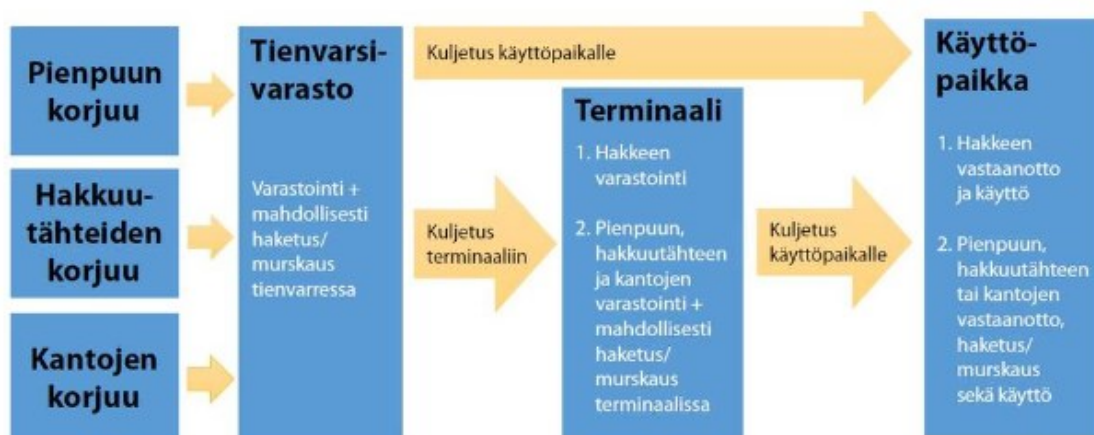 Pienpuun
korjuu
Hakkuu-
tähteiden
korjuu
Kantojen
korjuu
Tienvarsi-
varasto
Varastointi +
mahdollisesti
haketus/
murskaus
tienvarressa
Kuljetus käyttöpaikalle
Kuljetus
terminaaliin
Terminaali
1. Hakkeen
varastointi
2. Pienpuun,
hakkuutähteen
ja kantojen
varastointi +
mahdollisesti
haketus/
murskaus
terminaalissa
Kuljetus
käyttöpaikalle
Käyttö-
paikka
1. Hakkeen
vastaanotto
ja käyttö
2. Pienpuun,
hakkuutähteen
tai kantojen
vastaanotto,
haketus/
murskaus
sekä käyttö